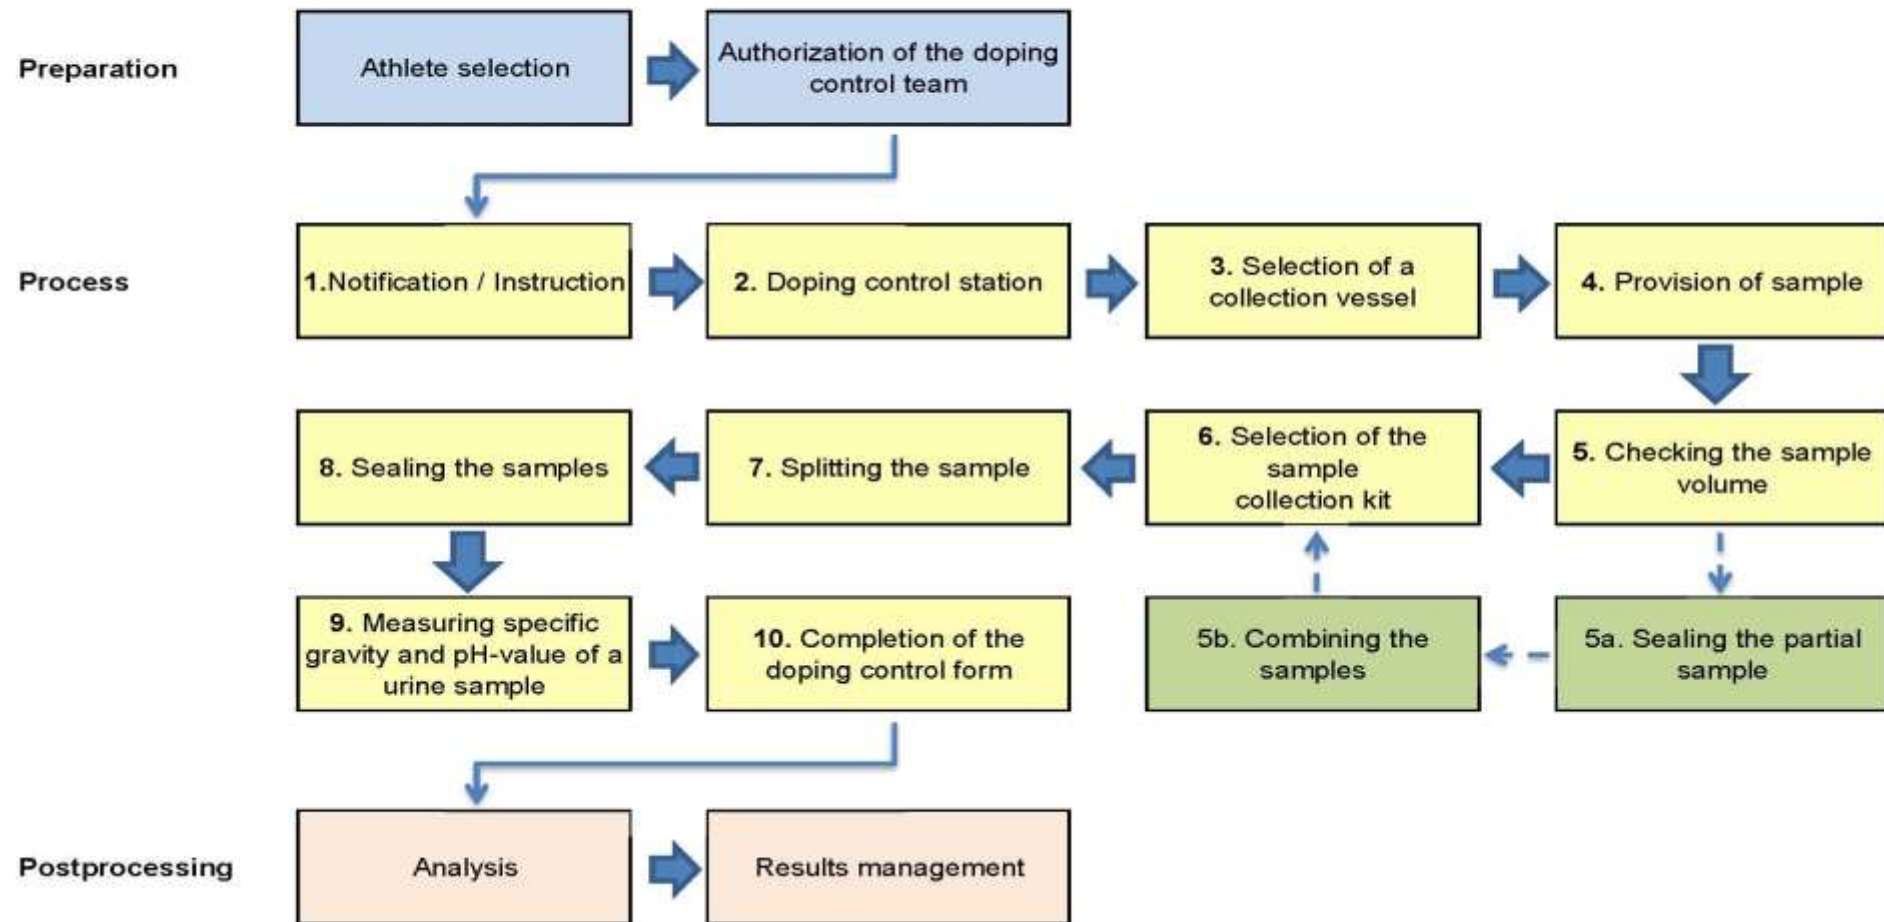 Preparation
Athlete selection
Authorization of the doping
control team
Process
1.Notification / Instruction
2. Doping control station
3. Selection of a
collection vessel
4. Provision of sample
8. Sealing the samples
7. Splitting the sample
6. Selection of the
sample
collection kit
5. Checking the sample
volume
9. Measuring specific
gravity and pH-value of a
urine sample
10. Completion of the
doping control form
5b. Combining the
samples
5a. Sealing the partial
sample
Postprocessing
Analysis
Results management